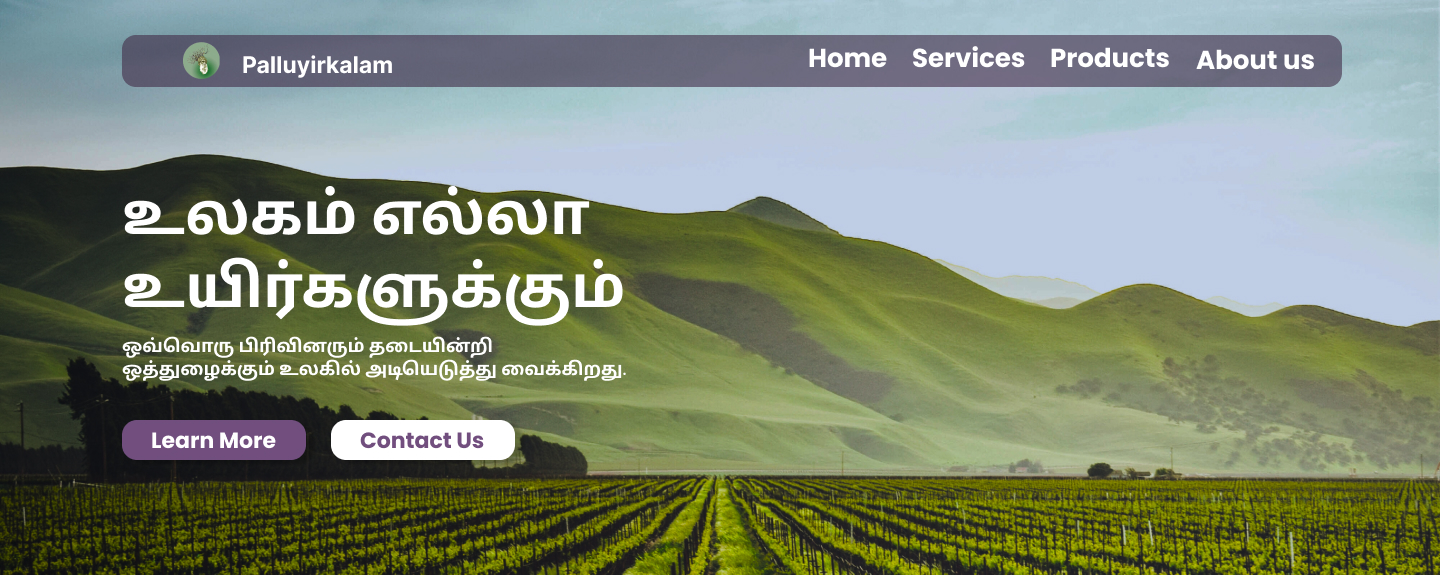 Palluyirkalam
Home Services Products About us
உலகம் எல்லா
உயிர்களுக்கும்
ஒவ்வொரு பிரிவினரும் தடையின்றி
ஒத்துழைக்கும் உலகில் அடியெடுத்து வைக்கிறது.
Learn More Contact Us